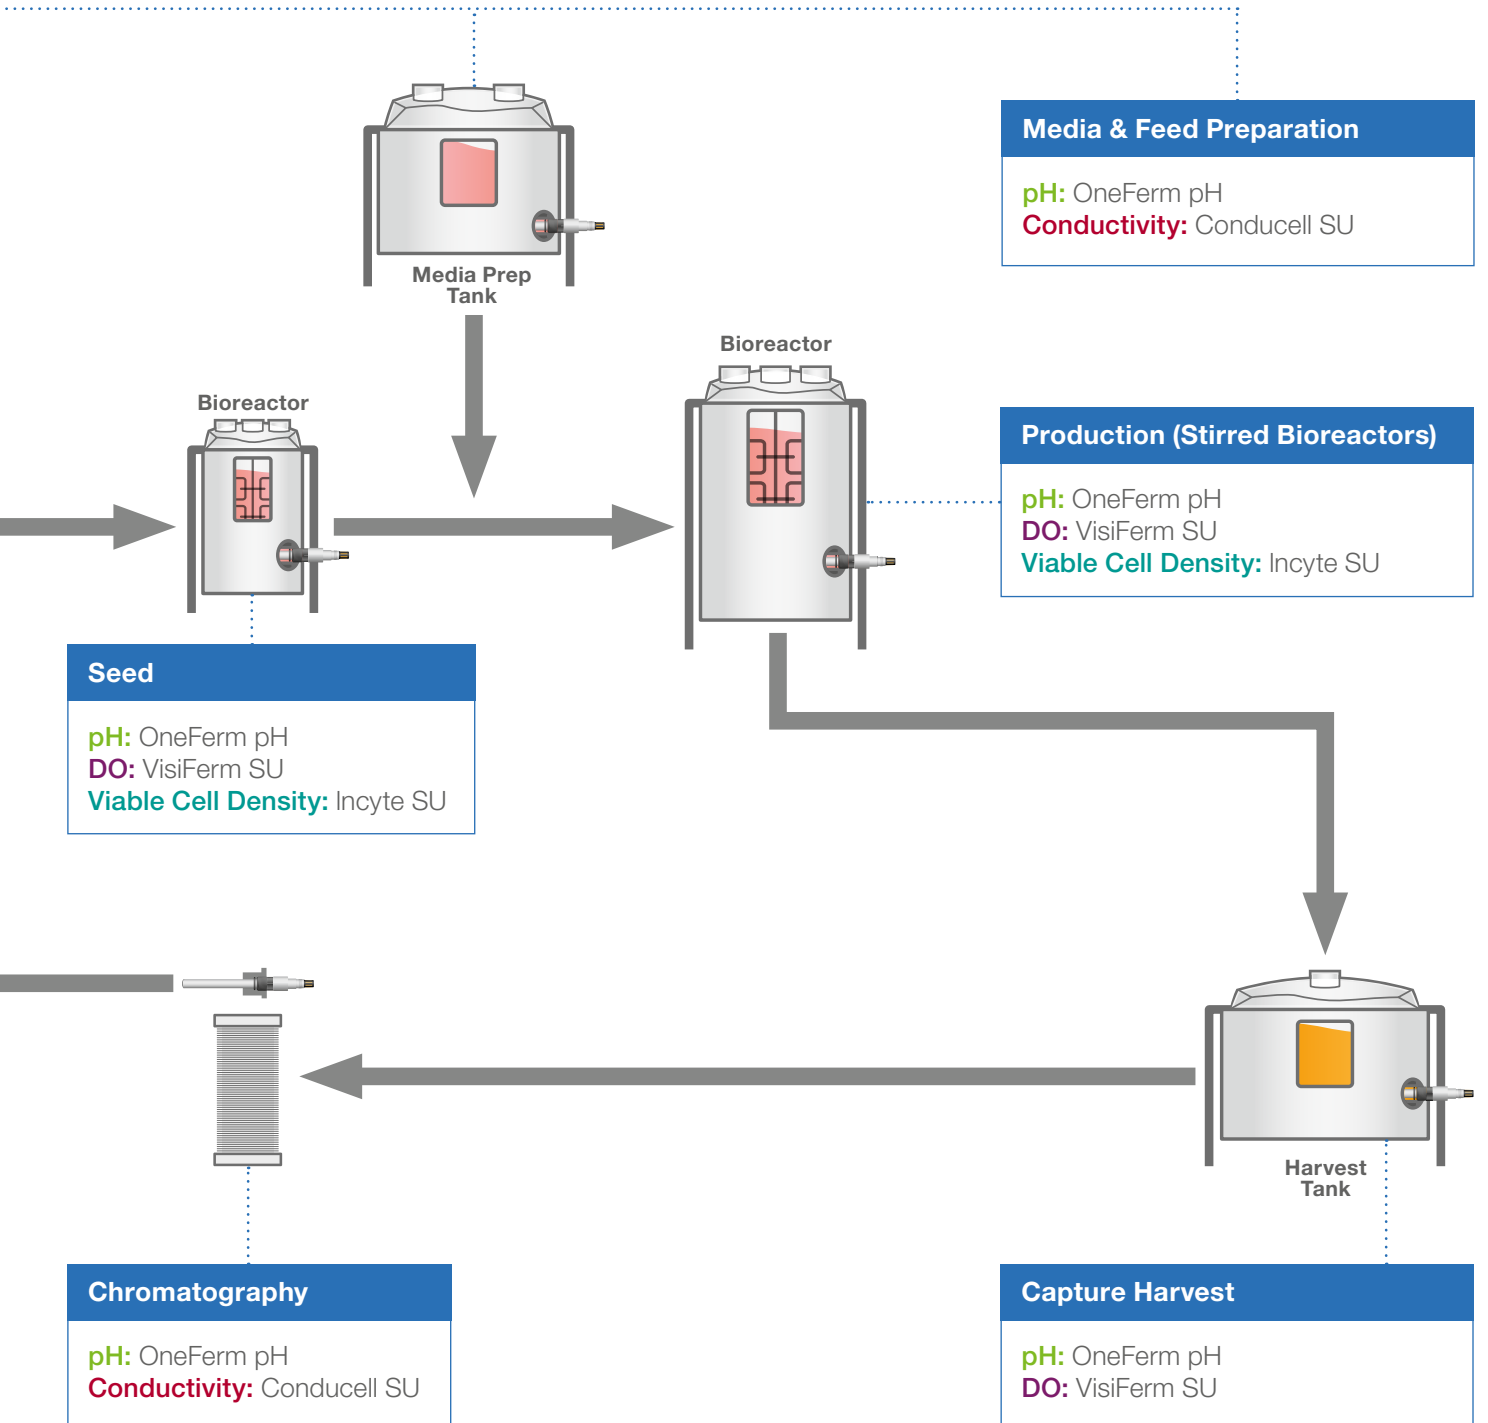 Media & Feed Preparation
pH: OneFerm pH
Conductivity: Conducell SU
Media Prep
Tank
Bioreactor
Bioreactor
Production (Stirred Bioreactors)
pH: OneFerm pH
DO: VisiFerm SU
Viable Cell Density: Incyte SU
Seed
pH: OneFerm pH
DO: VisiFerm SU
Viable Cell Density: Incyte SU
Harvest
Tank
Chromatography
pH: OneFerm pH
Conductivity: Conducell SU
Capture Harvest
pH: OneFerm pH
DO: VisiFerm SU